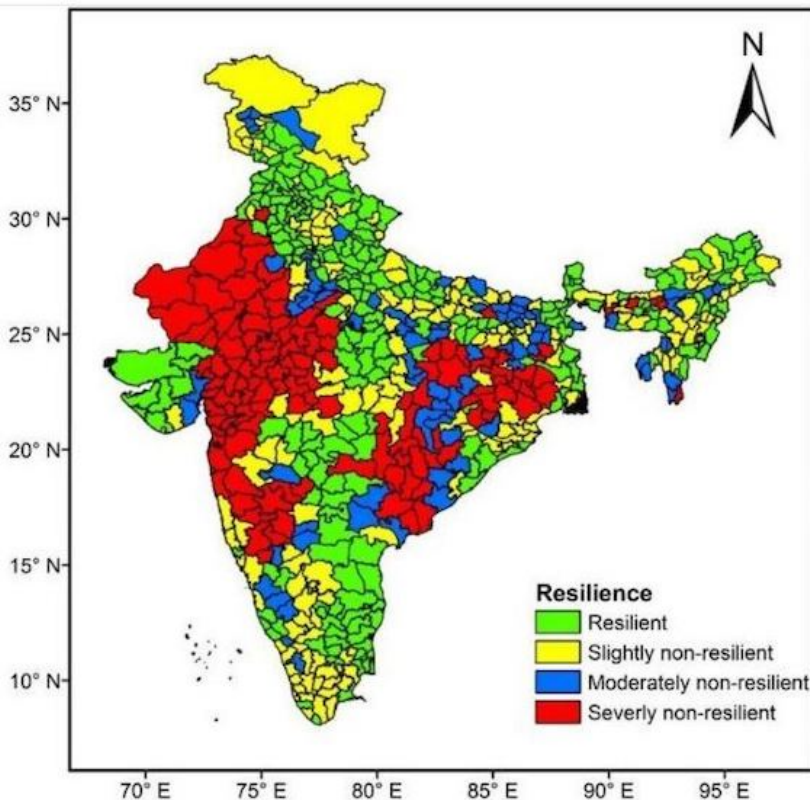 N
35° N
30° N
25° N
20° N
15° N
10° N
Resilience
Resilient
Slightly non-resilient
Moderately non-resilient
Severly non-resilient
70° E
75° E
80° E
85° E
90° E
95° E